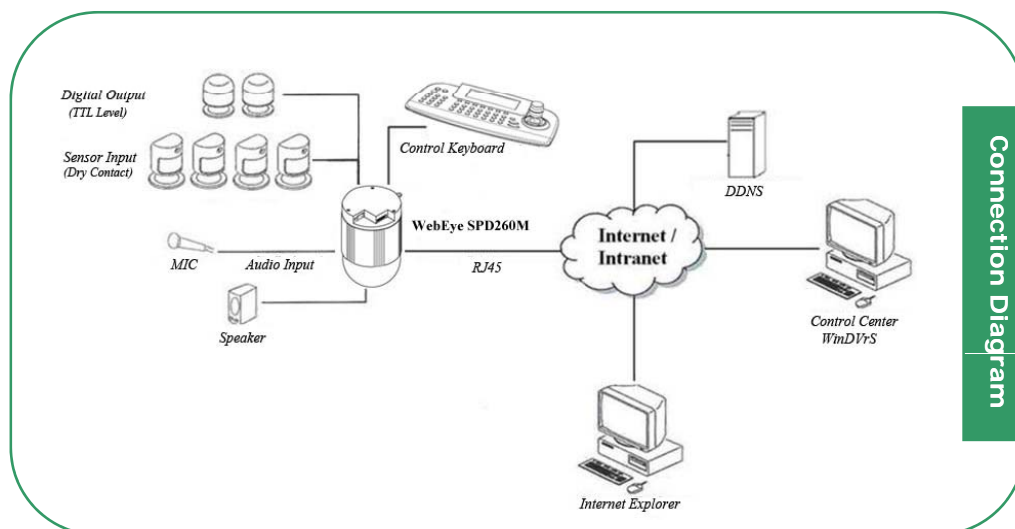 Digital Output
(TTL Level)
Control Keyboard
Sensor Input
(Dry Contact)
DDNS
WebEye SPD260M
Internet /
Intranet
MIC
Audio Input
RJ45
Speaker
Control Center
WinDVrS
Internet Explorer
Connection Diagram